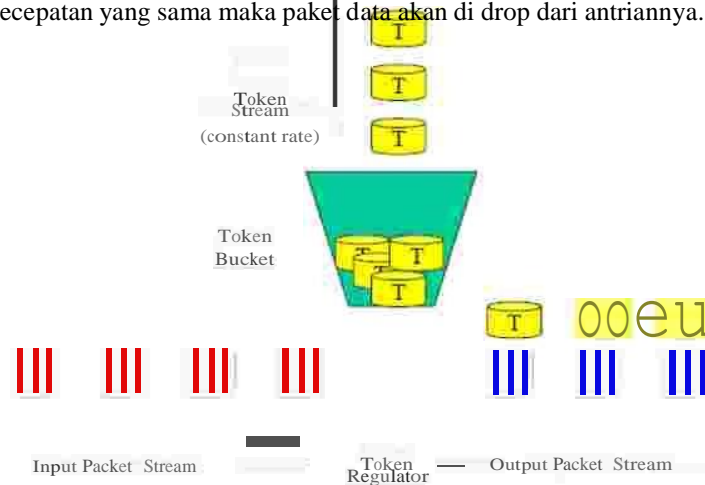 ecepatan yang sama maka paket data akan di drop dari antriannya.
T
T
T
Token
Stream
(constant rate)
Token
Bucket
T
T
T
T
T
ooeu
Input Packet Stream
Token
Regulator
Output Packet Stream